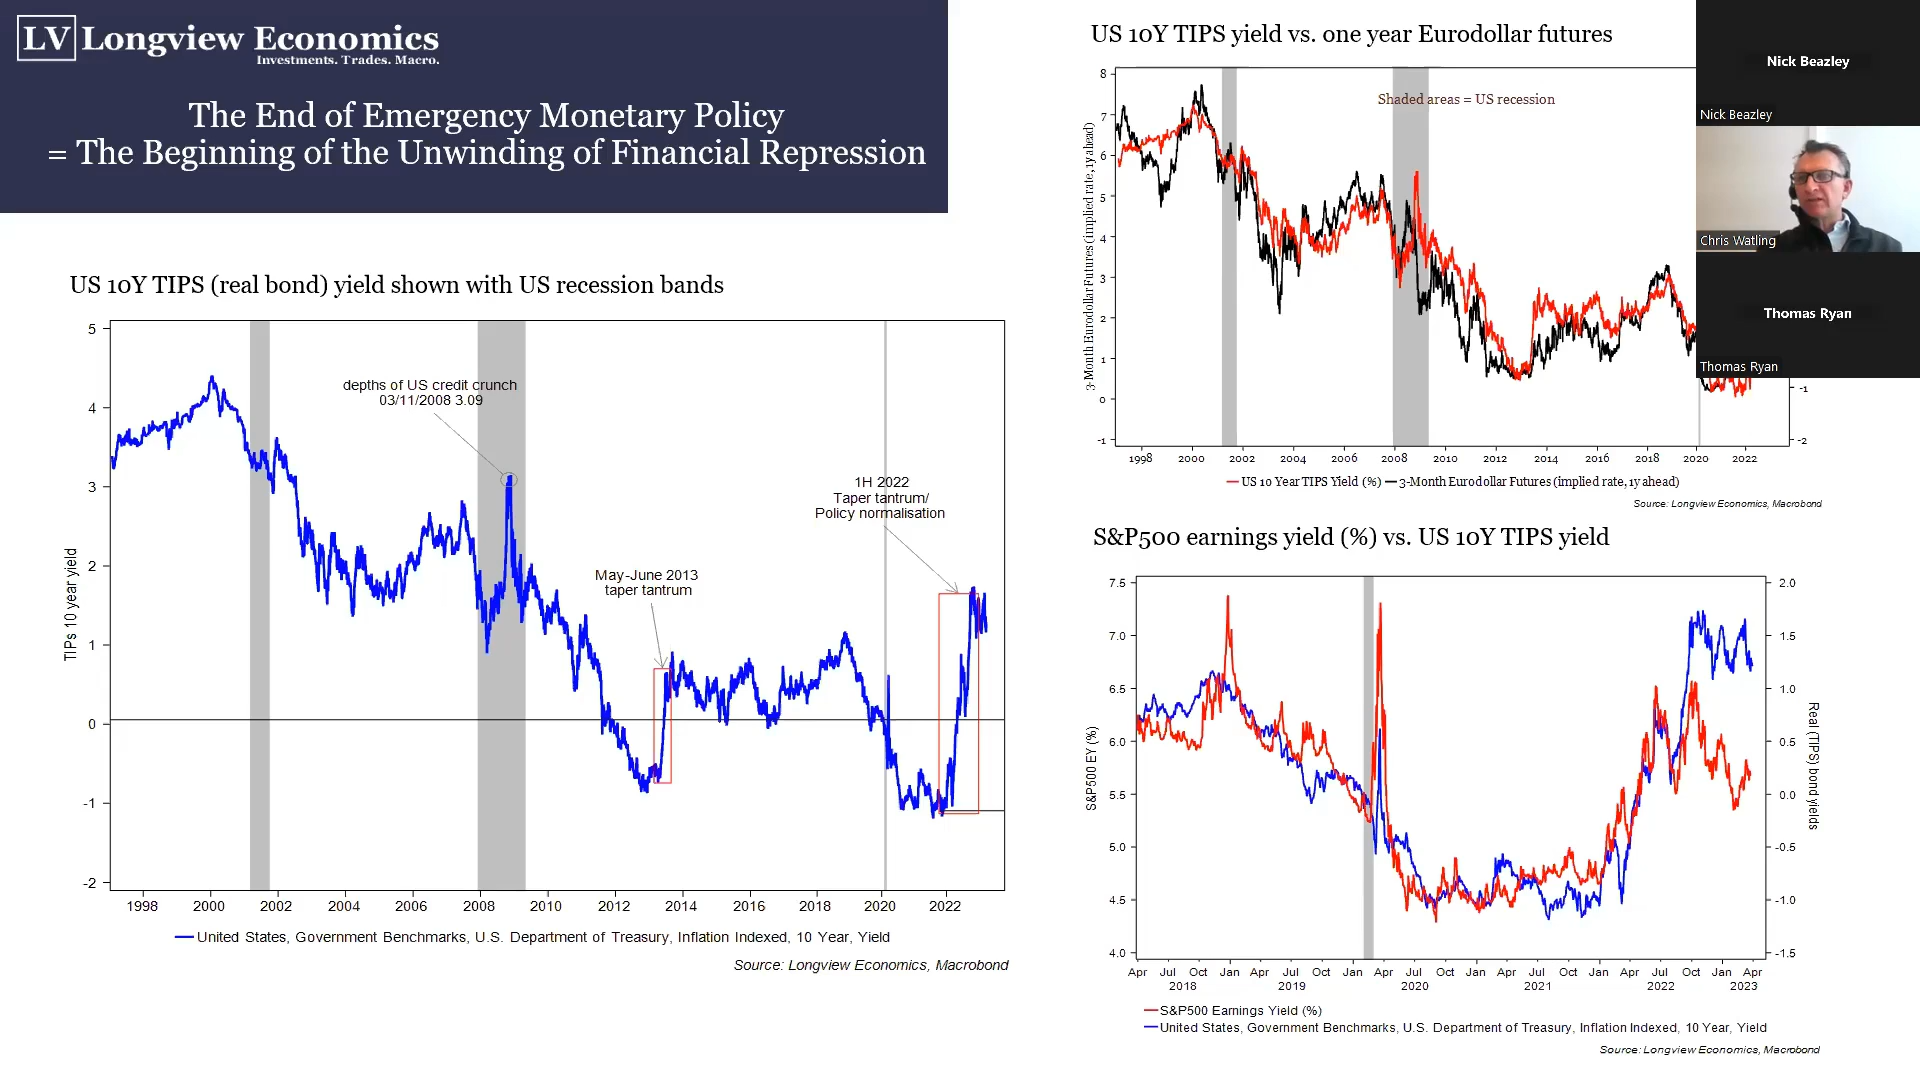 LV Longview Economics
Investments. Trades. Macro.
The End of Emergency Monetary Policy
= The Beginning of the Unwinding of Financial Repression
US 10Y TIPS (real bond) yield shown with US recession bands
5
4
3
2
1
0
-1
-2
TIPs 10 year yield
depths of US credit crunch
03/11/2008 3.09
May-June 2013
taper tantrum
1H 2022
Taper tantrum/
Policy normalisation
1998 2000 2002 2004 2006 2008 2010 2012 2014 2016 2018 2020 2022
United States, Government Benchmarks, U.S. Department of Treasury, Inflation Indexed, 10 Year, Yield
Source: Longview Economics, Macrobond
US 10Y TIPS yield vs. one year Eurodollar futures
8
7
6
5
4
3
2
1
0
-1
3-Month Eurodollar Futures (implied rate, 1y ahead)
Shaded areas = US recession
-1
-2
1998 2000 2002 2004 2006 2008 2010 2012 2014 2016 2018 2020 2022
US 10 Year TIPS Yield (%) 3-Month Eurodollar Futures (implied rate, 1y ahead)
Source: Longview Economics, Macrobond
S&P500 earnings yield (%) vs. US 10Y TIPS yield
7.5
7.0
6.5
6.0
5.5
5.0
4.5
4.0
S&P500 EY (%)
2.0
1.5
1.0
0.5
0.0
-0.5
-1.0
-1.5
Real (TIPS) bond yields
Apr Jul Oct Jan Apr Jul Oct Jan Apr Jul Oct Jan Apr Jul Oct Jan Apr Jul Oct Jan Apr
2018 2019 2020 2021 2022 2023
S&P500 Earnings Yield (%)
United States, Government Benchmarks, U.S. Department of Treasury, Inflation Indexed, 10 Year, Yield
Source: Longview Economics, Macrobond
Nick Beazley
Nick Beazley
Chris Watling
Thomas Ryan
Thomas Ryan